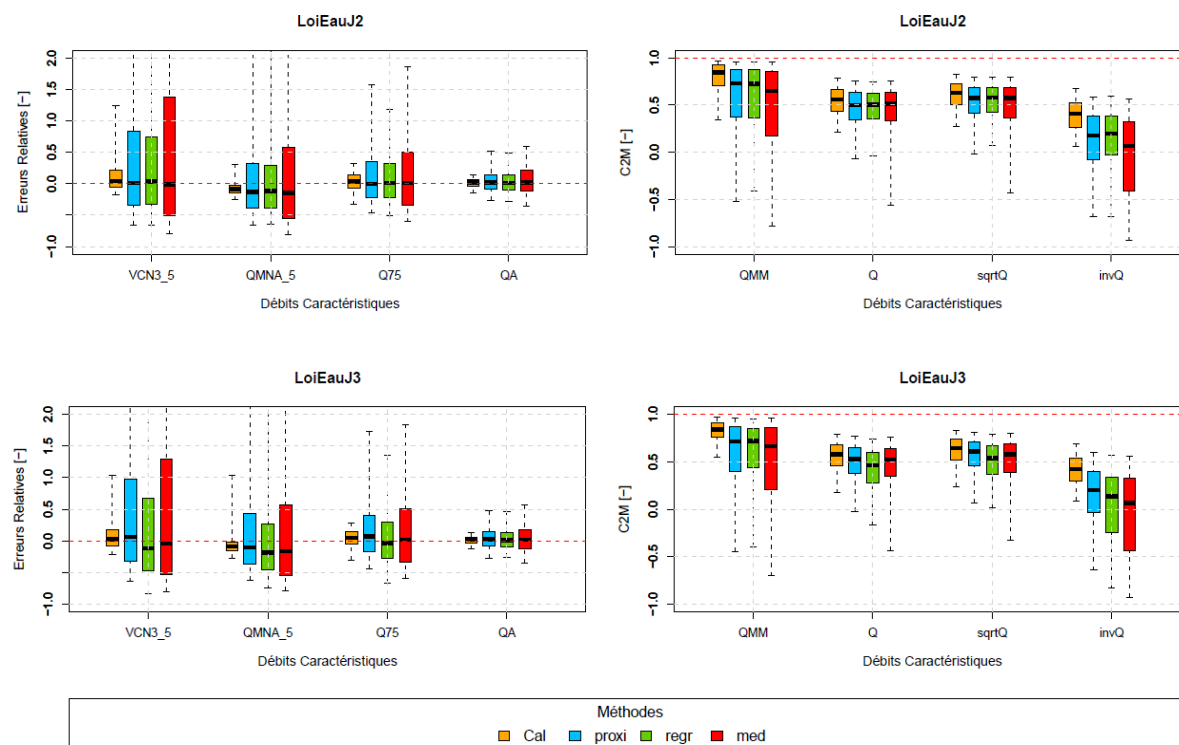 LoiEauJ2
Erreurs Relatives [−]
2.0
1.5
1.0
0.5
0.0
−1.0
VCN3_5 QMNA_5 Q75 QA
Débits Caractéristiques
LoiEauJ2
C2M [−]
1.0
0.5
0.0
−0.5
−1.0
QMM Q sqrtQ invQ
Débits Caractéristiques
LoiEauJ3
Erreurs Relatives [−]
2.0
1.5
1.0
0.5
0.0
−1.0
VCN3_5 QMNA_5 Q75 QA
Débits Caractéristiques
LoiEauJ3
C2M [−]
1.0
0.5
0.0
−0.5
−1.0
QMM Q sqrtQ invQ
Débits Caractéristiques
Méthodes
Cal proxi regr med